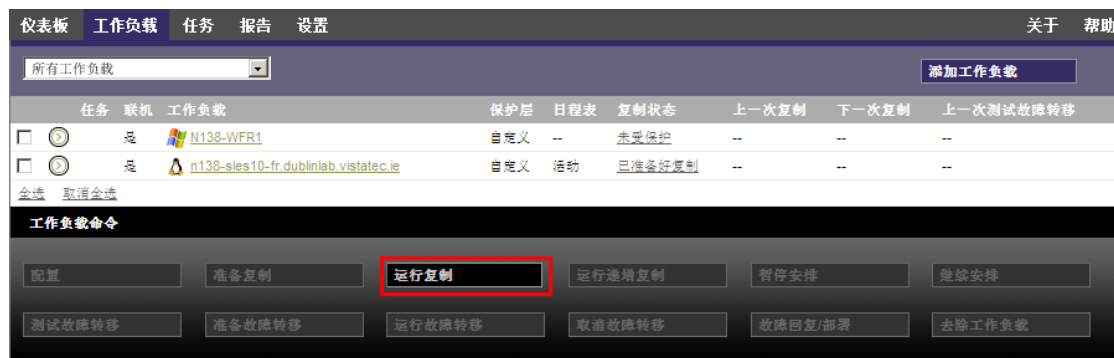 仪表板 工作负载 任务 报告 设置 关于 帮助
所有工作负载 添加工作负载
任务 联机 工作负载 保护层 日程表 复制状态 上一次复制 下一次复制 上一次测试故障转移
是 N138-WFR1 自定义 -- 未受保护 -- -- --
是 n138-sles10-fr.dublinlab.vistatec.ie 自定义 活动 已准备好复制 -- -- --
全选 取消全选
工作负载命令
配置 准备复制 运行复制 运行递增复制 暂停安排 继续安排
测试故障转移 准备故障转移 运行故障转移 取消故障转移 故障回复/部署 去除工作负载